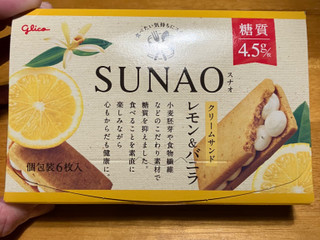 glico
糖質
4.5g/枚
SUNAO
スナオ
クリームサンド
レモン&バニラ
小麦胚芽や食物繊維
などのこだわり素材で
糖質を抑えました。
食べることを素直に
楽しみながら
心もからだも健康に。
個包装6枚入